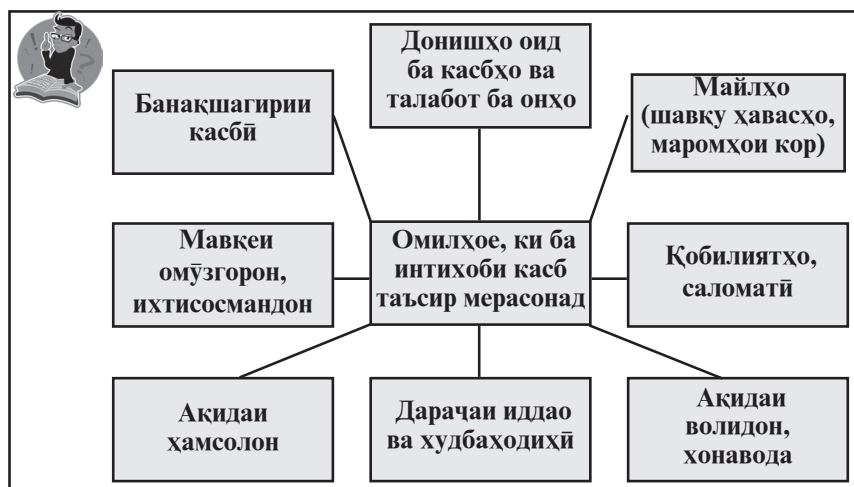 Донишҳо оид
ба касбҳо ва
талабот ба онҳо
Банақшагирии
касбӣ
Майлҳо
(шавқу ҳавасҳо,
маромҳои кор)
Мавқеи
омӯзгорон,
ихтисосмандон
Омилҳое, ки ба
интихоби касб
таъсир мерасонад
Қобилиятҳо,
саломатӣ
Ақидаи
ҳамсолон
Дараҷаи иддао
ва худбаҳодиҳӣ
Ақидаи
волидон,
хонавода